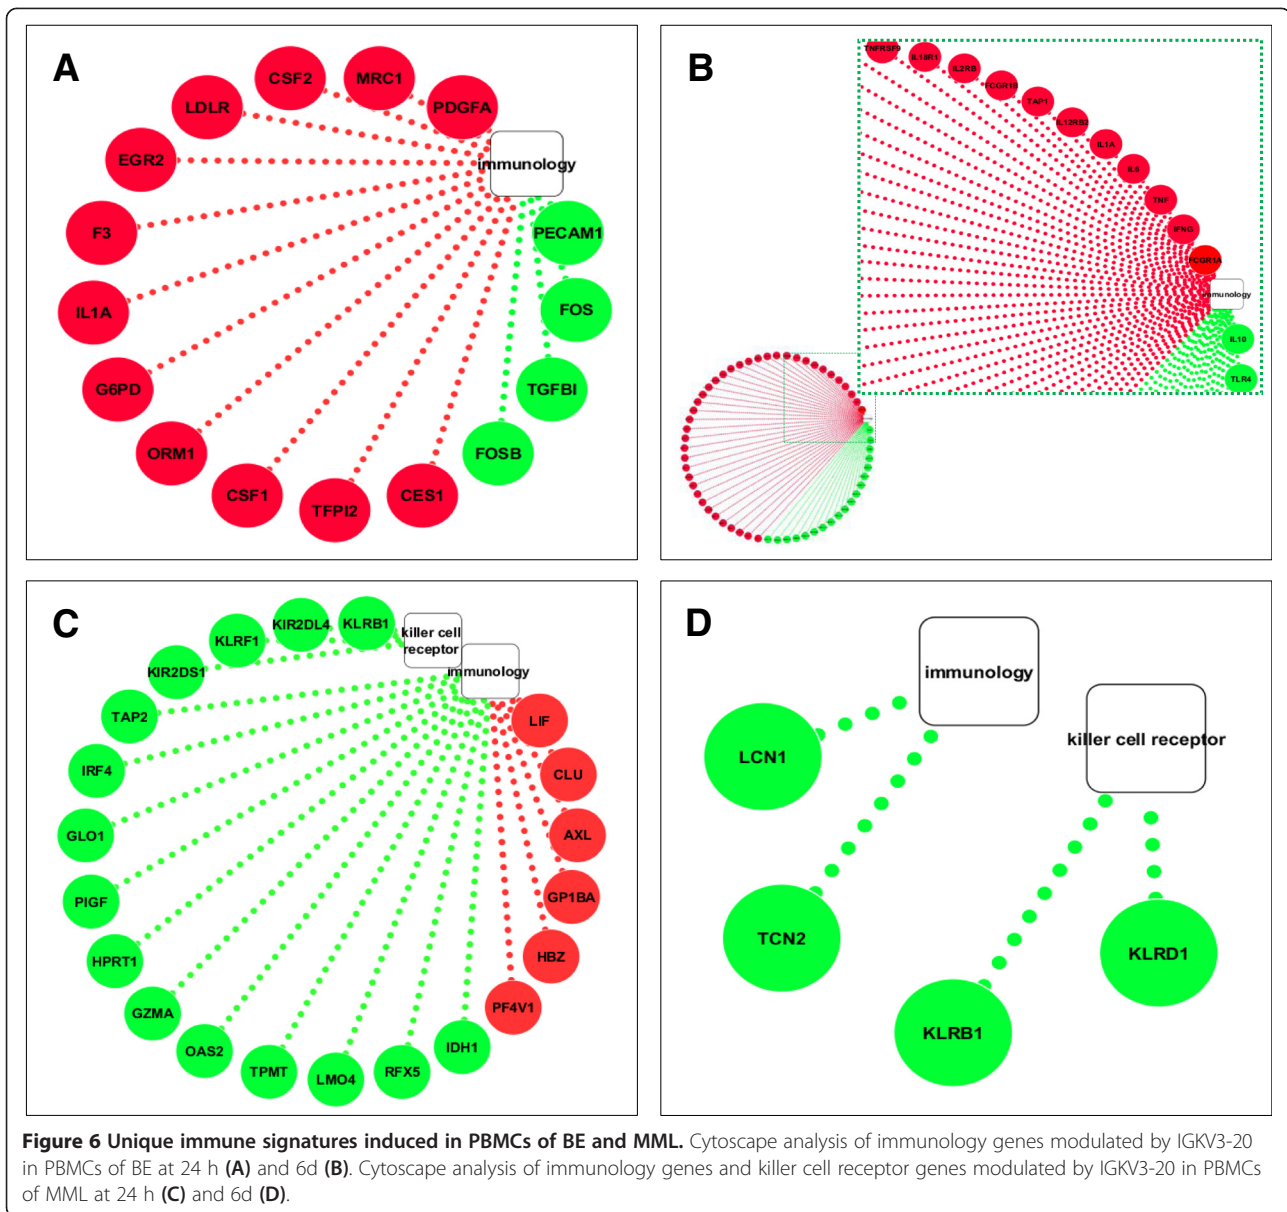 A
CSF2
MRC1
LDLR
PDGFA
EGR2
immunology
F3
PECAM1
IL1A
FOS
G6PD
TGFBI
ORM1
FOSB
CSF1
TFPI2
CES1
B
TNFRSF9
IL18R1
IL2RB
FCGR1B
TAP1
IL12RB2
IL1A
IL6
TNF
IFNG
FCGR1A
immunology
IL10
TLR4
C
KIR2DL4
KLRB1
KLRF1
killer cell
receptor
KIR2DS1
immunology
TAP2
LIF
IRF4
CLU
GLO1
AXL
PIGF
GP1BA
HPRT1
HBZ
GZMA
PF4V1
OAS2
IDH1
TPMT
LMO4
RFX5
D
immunology
killer cell receptor
LCN1
TCN2
KLRD1
KLRB1
Figure 6 Unique immune signatures induced in PBMCs of BE and MML. Cytoscape analysis of immunology genes modulated by IGKV3-20
in PBMCs of BE at 24 h (A) and 6d (B). Cytoscape analysis of immunology genes and killer cell receptor genes modulated by IGKV3-20 in PBMCs
of MML at 24 h (C) and 6d (D).